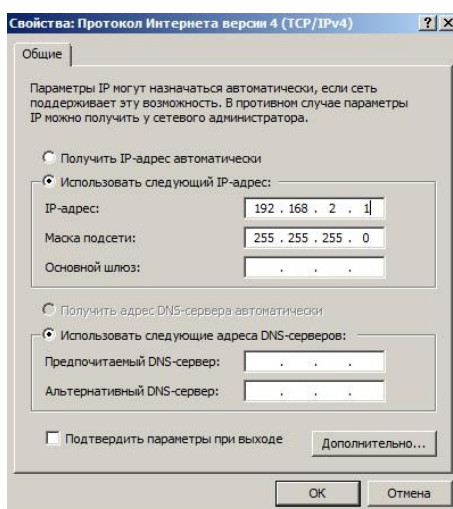 Свойства: Протокол Интернета версии 4 (TCP/IPv4)
Общие
Параметры IP могут назначаться автоматически, если сеть
поддерживает эту возможность. В противном случае параметры
IP можно получить у сетевого администратора.
Получить IP-адрес автоматически
Использовать следующий IP-адрес:
IP-адрес: 192 . 168 . 2 . 1
Маска подсети: 255 . 255 . 255 . 0
Основной шлюз: . . .
Получить адрес DNS-сервера автоматически
Использовать следующие адреса DNS-серверов:
Предпочитаемый DNS-сервер: . . .
Альтернативный DNS-сервер: . . .
Подтвердить параметры при выходе
Дополнительно...
ОК Отмена